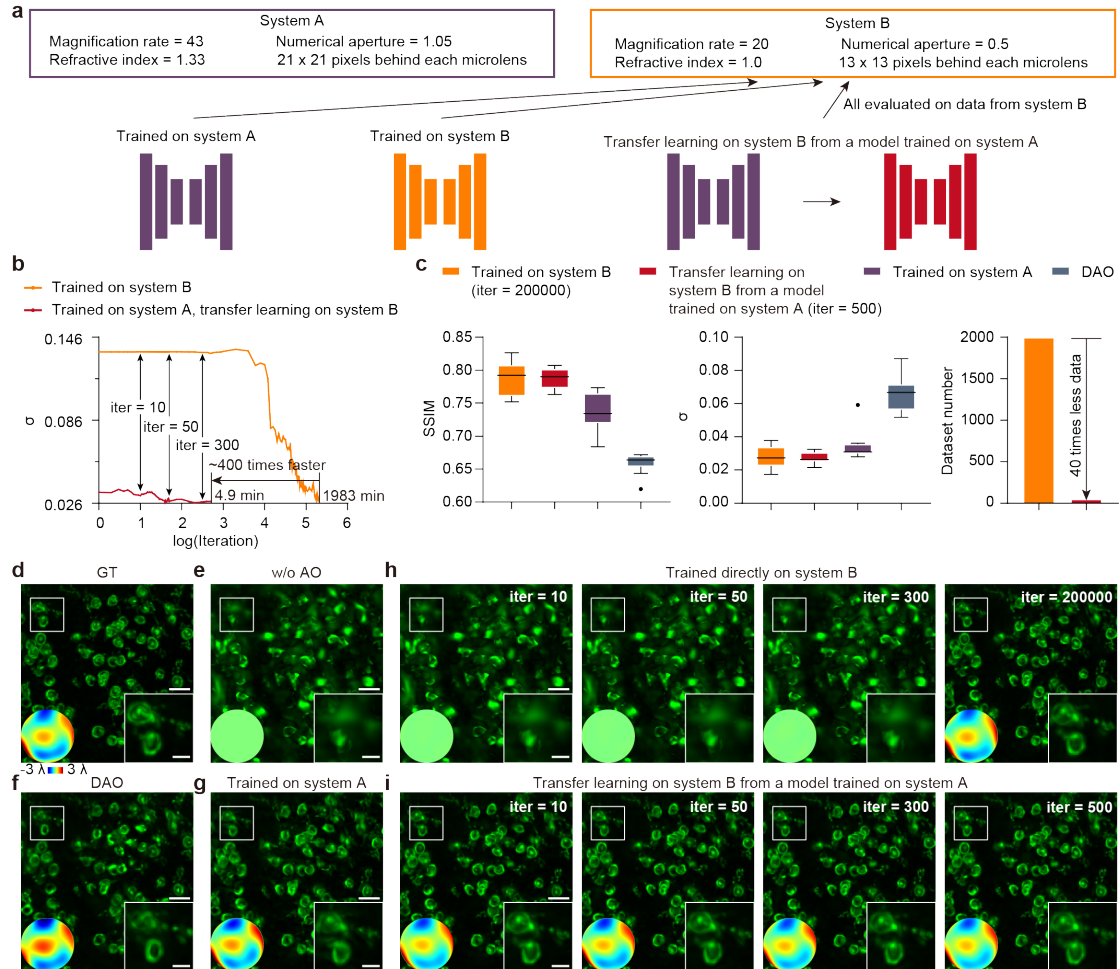 a
System A
Magnification rate = 43
Numerical aperture = 1.05
Refractive index = 1.33
21 x 21 pixels behind each microlens
System B
Magnification rate = 20
Numerical aperture = 0.5
Refractive index = 1.0
13 x 13 pixels behind each microlens
All evaluated on data from system B
Trained on system A
Trained on system B
Transfer learning on system B from a model trained on system A
b
Trained on system B
Trained on system A, transfer learning on system B
0.146
0.086
0.026
σ
iter = 10
iter = 50
iter = 300
~400 times faster
4.9 min
1983 min
0
1
2
3
4
5
6
log(Iteration)
c
Trained on system B
(iter = 200000)
Transfer learning on
system B from a model
trained on system A (iter = 500)
Trained on system A
DAO
0.85
0.80
0.75
0.70
0.65
0.60
SSIM
0.10
0.08
0.06
0.04
0.02
0.00
σ
2000
1500
1000
500
0
Dataset number
40 times less data
d
GT
-3 λ
3 λ
e
w/o AO
h
Trained directly on system B
iter = 10
iter = 50
iter = 300
iter = 200000
f
DAO
g
Trained on system A
i
Transfer learning on system B from a model trained on system A
iter = 10
iter = 50
iter = 300
iter = 500